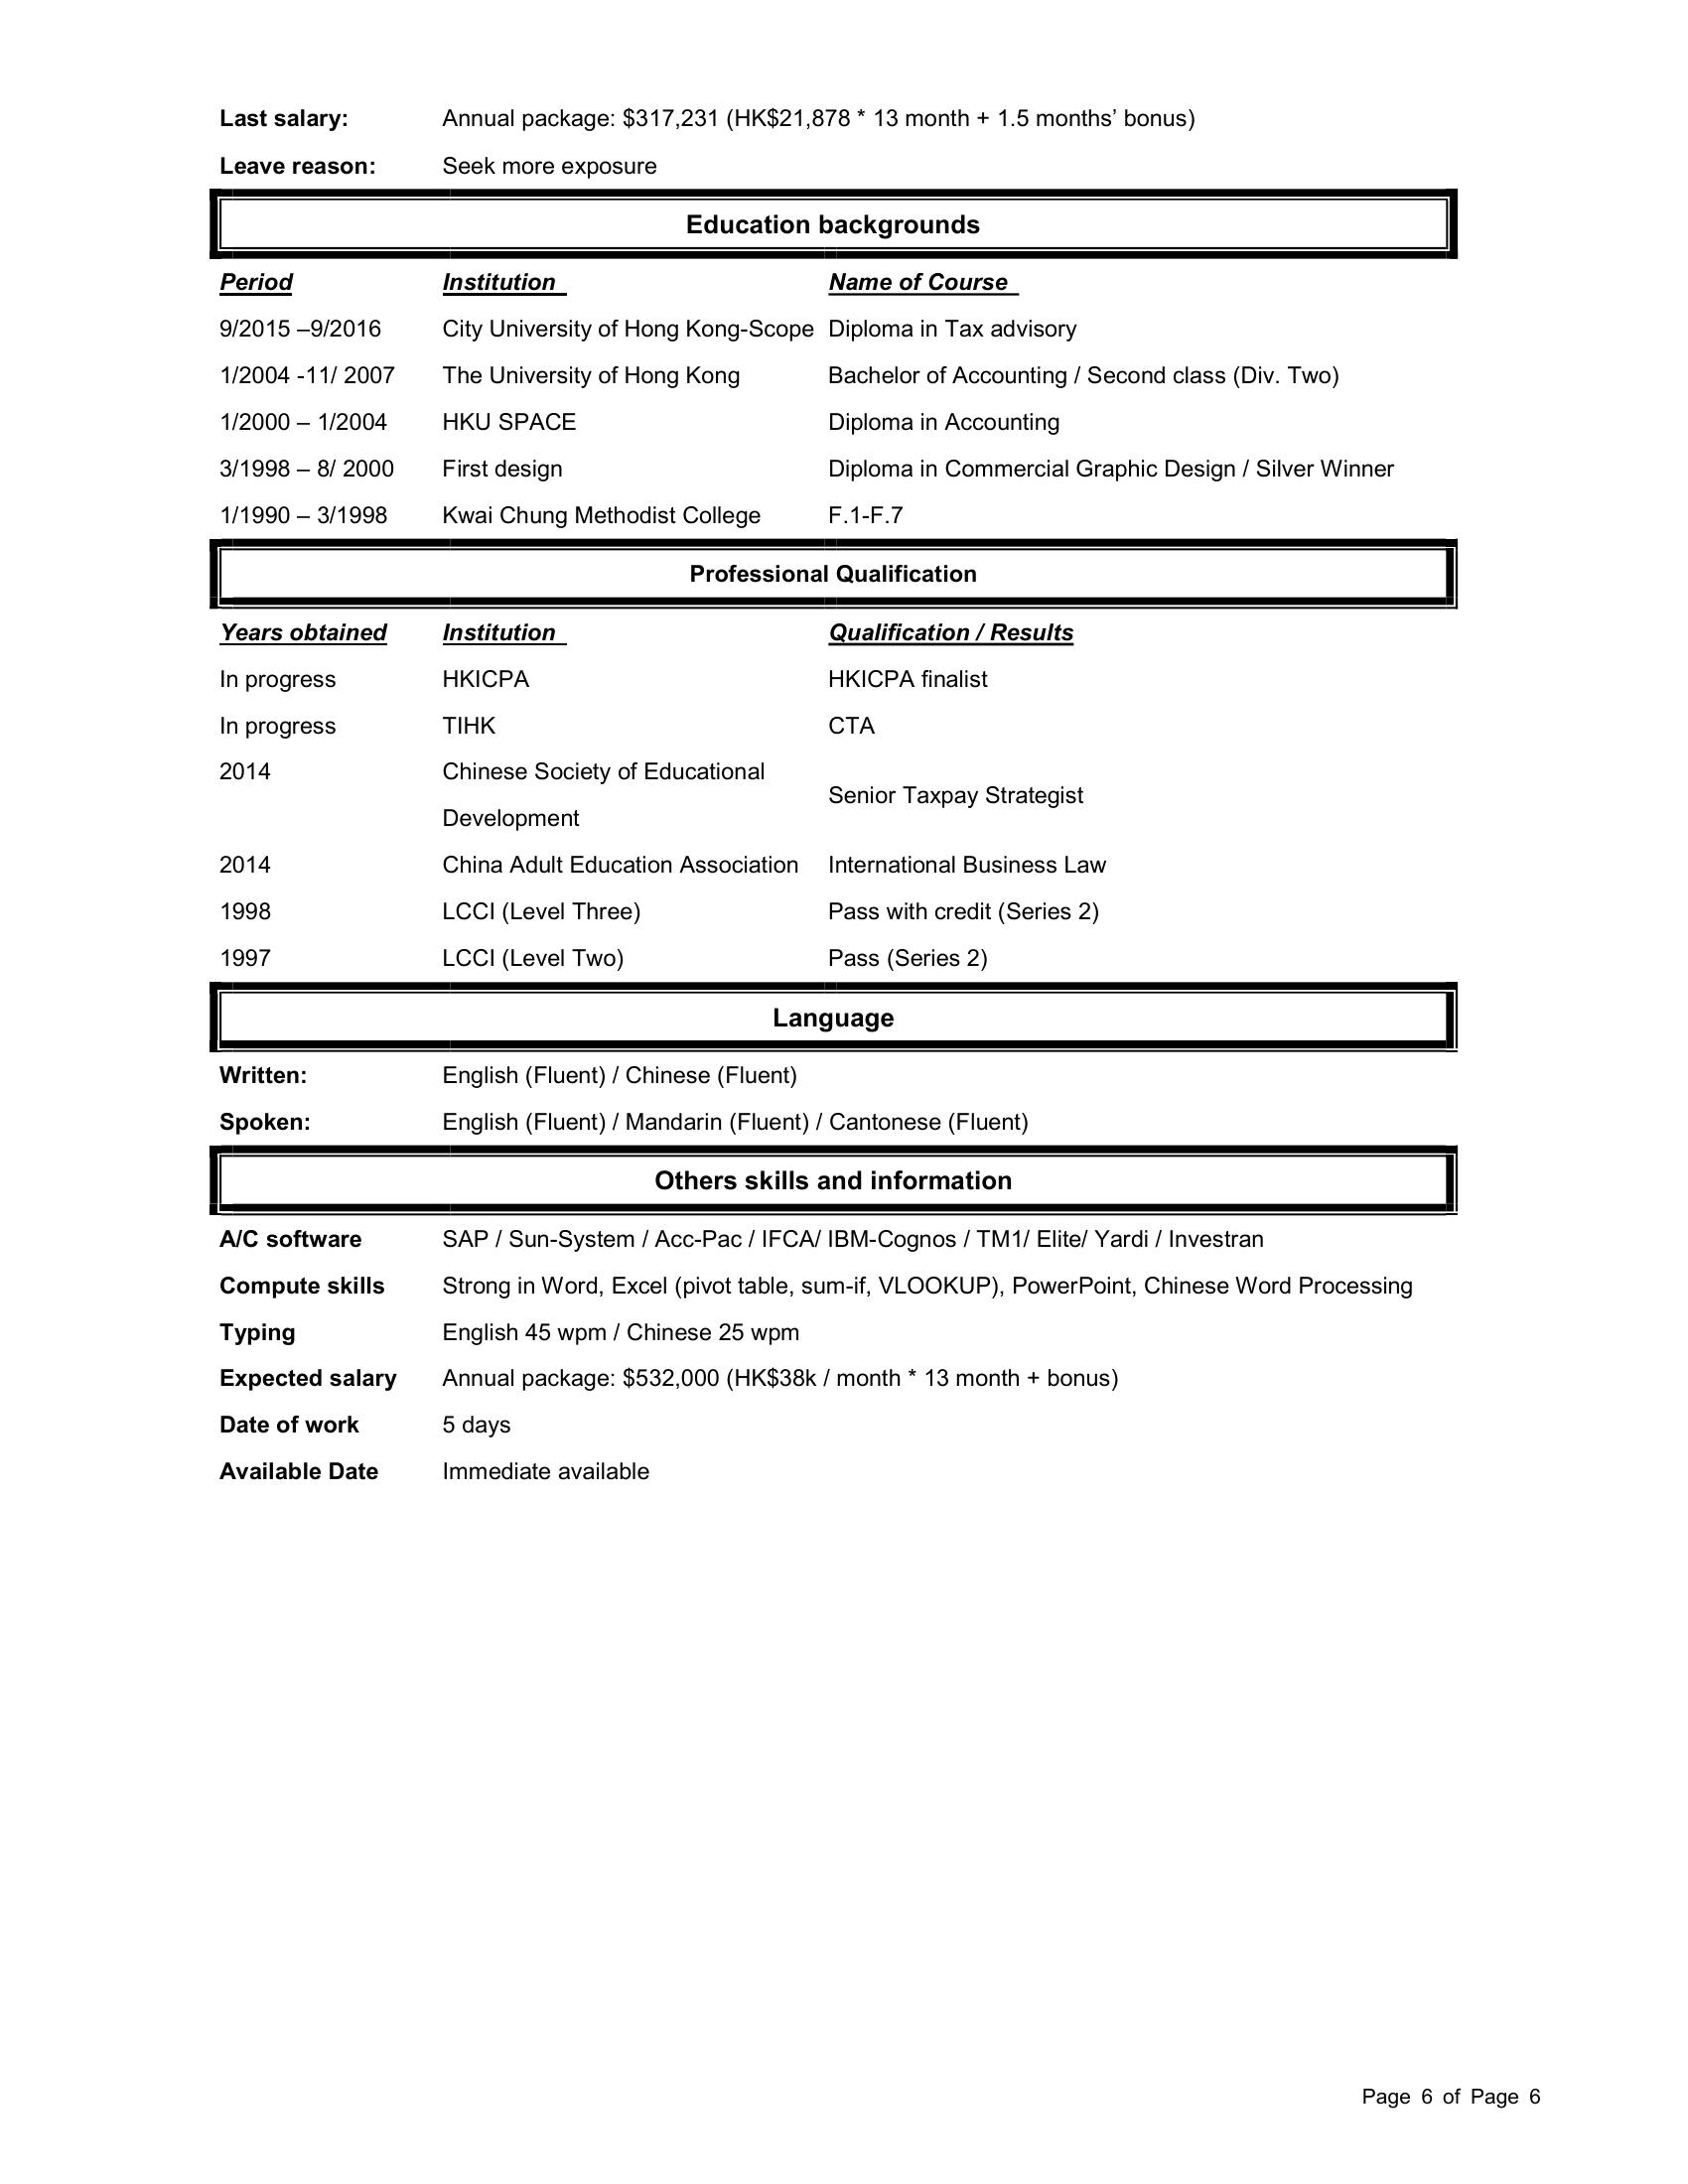 Last salary: Annual package: $317,231 (HK$21,878 * 13 month + 1.5 months’ bonus)
Leave reason: Seek more exposure
Education backgrounds
Period Institution Name of Course
9/2015 –9/2016 City University of Hong Kong-Scope Diploma in Tax advisory
1/2004 -11/ 2007 The University of Hong Kong Bachelor of Accounting / Second class (Div. Two)
1/2000 – 1/2004 HKU SPACE Diploma in Accounting
3/1998 – 8/ 2000 First design Diploma in Commercial Graphic Design / Silver Winner
1/1990 – 3/1998 Kwai Chung Methodist College F.1-F.7
Professional Qualification
Years obtained Institution Qualification / Results
In progress HKICPA HKICPA finalist
In progress TIHK CTA
2014 Chinese Society of Educational
Senior Taxpay Strategist
Development
2014 China Adult Education Association International Business Law
1998 LCCI (Level Three) Pass with credit (Series 2)
1997 LCCI (Level Two) Pass (Series 2)
Language
Written: English (Fluent) / Chinese (Fluent)
Spoken: English (Fluent) / Mandarin (Fluent) / Cantonese (Fluent)
Others skills and information
A/C software SAP / Sun-System / Acc-Pac / IFCA/ IBM-Cognos / TM1/ Elite/ Yardi / Investran
Compute skills Strong in Word, Excel (pivot table, sum-if, VLOOKUP), PowerPoint, Chinese Word Processing
Typing English 45 wpm / Chinese 25 wpm
Expected salary Annual package: $532,000 (HK$38k / month * 13 month + bonus)
Date of work 5 days
Available Date Immediate available
Page 6 of Page 6